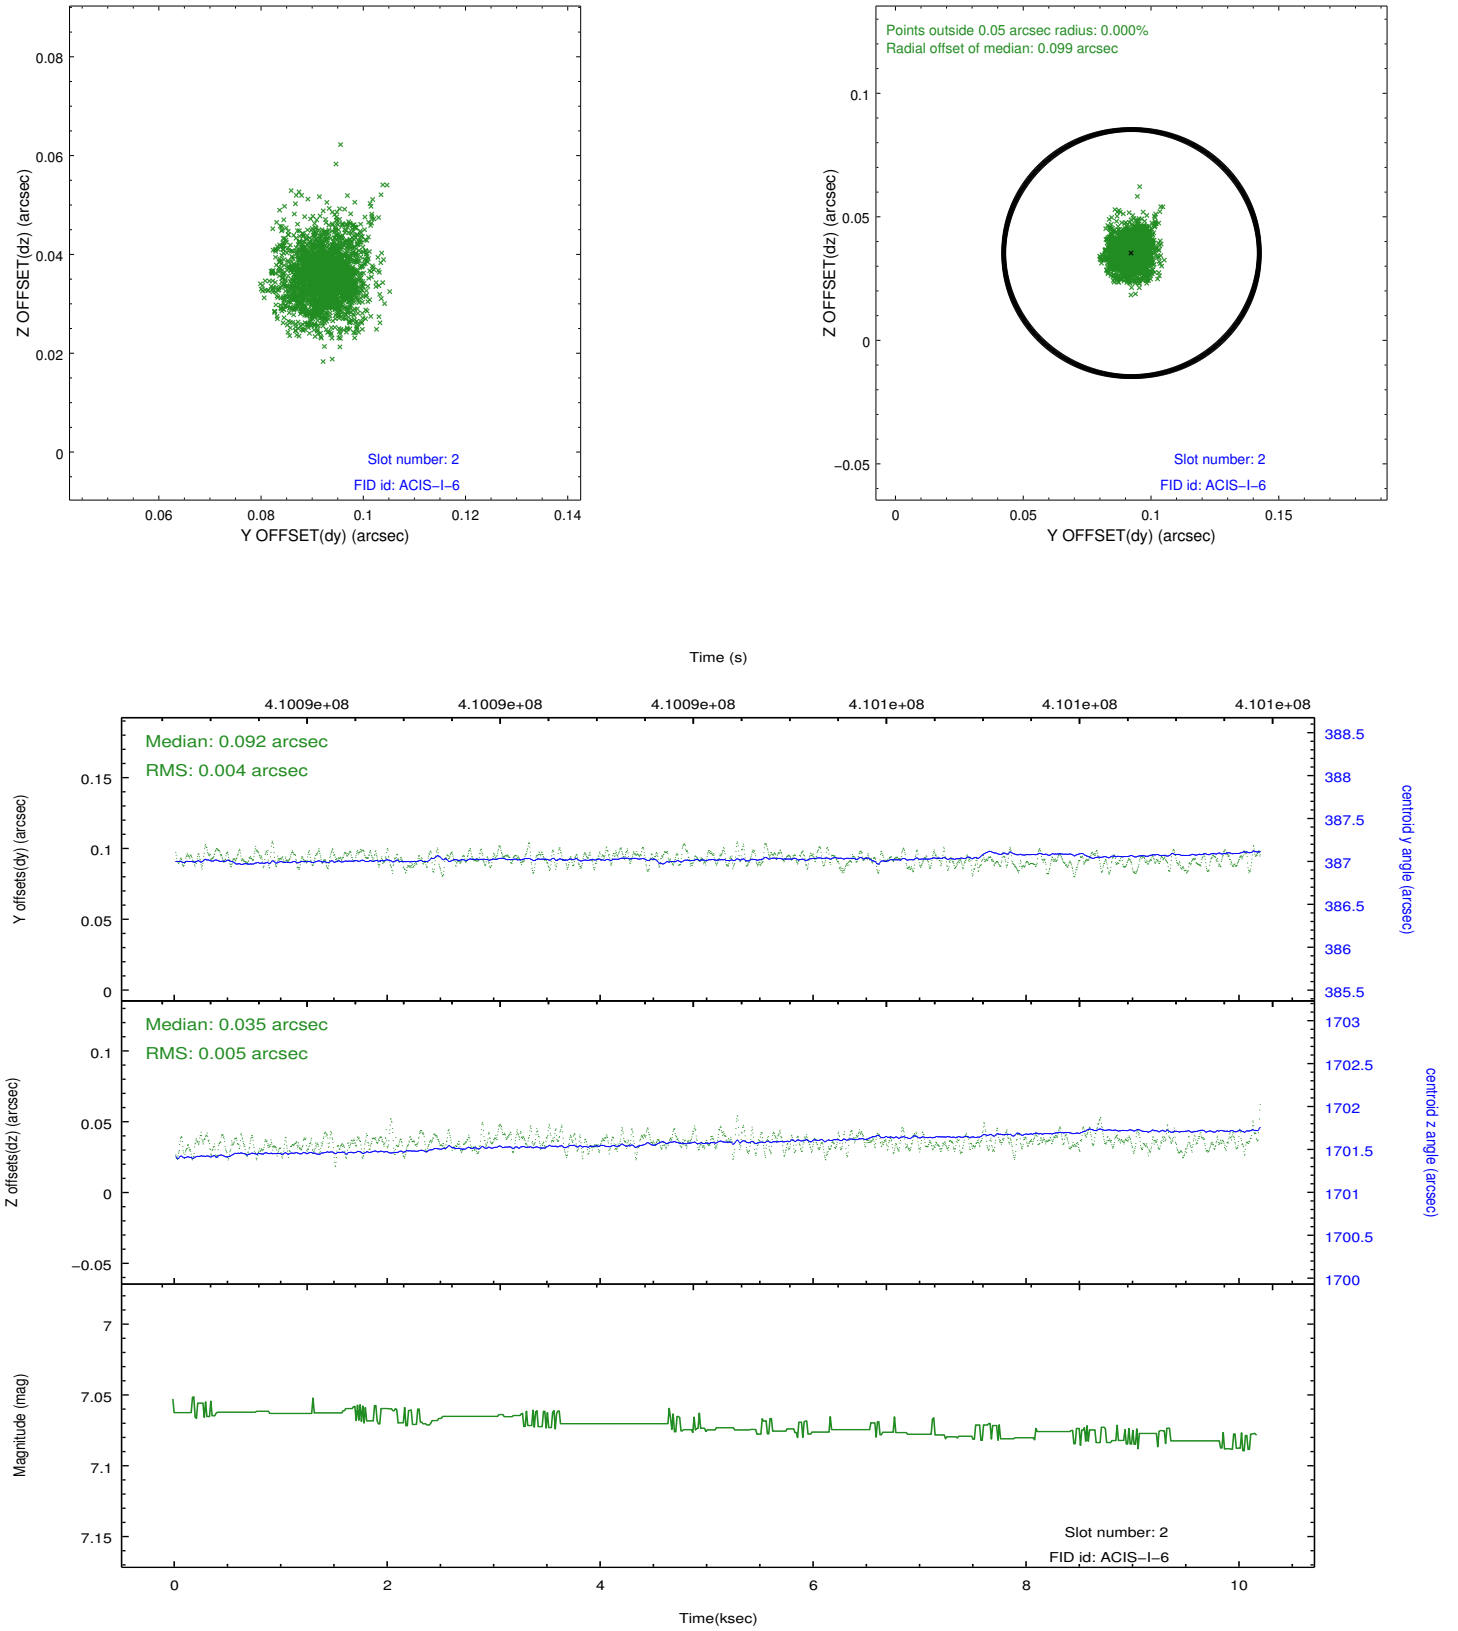 0.08
0.06
0.04
0.02
0
Z OFFSET(dz) (arcsec)
Slot number: 2
FID id: ACIS−I−6
0.06 0.08 0.1 0.12 0.14
Y OFFSET(dy) (arcsec)
Points outside 0.05 arcsec radius: 0.000%
Radial offset of median: 0.099 arcsec
0.1
0.05
0
−0.05
Z OFFSET(dz) (arcsec)
Slot number: 2
FID id: ACIS−I−6
0 0.05 0.1 0.15
Y OFFSET(dy) (arcsec)
Time (s)
4.1009e+08 4.1009e+08 4.1009e+08 4.101e+08 4.101e+08 4.101e+08
Median: 0.092 arcsec
RMS: 0.004 arcsec
0.15
0.1
0.05
0
Y offsets(dy) (arcsec)
388.5
388
387.5
387
386.5
386
385.5
centroid y angle (arcsec)
Median: 0.035 arcsec
RMS: 0.005 arcsec
0.1
0.05
0
−0.05
Z offsets(dz) (arcsec)
1703
1702.5
1702
1701.5
1701
1700.5
1700
centroid z angle (arcsec)
7
7.05
7.1
7.15
Magnitude (mag)
Slot number: 2
FID id: ACIS−I−6
0 2 4 6 8 10
Time(ksec)